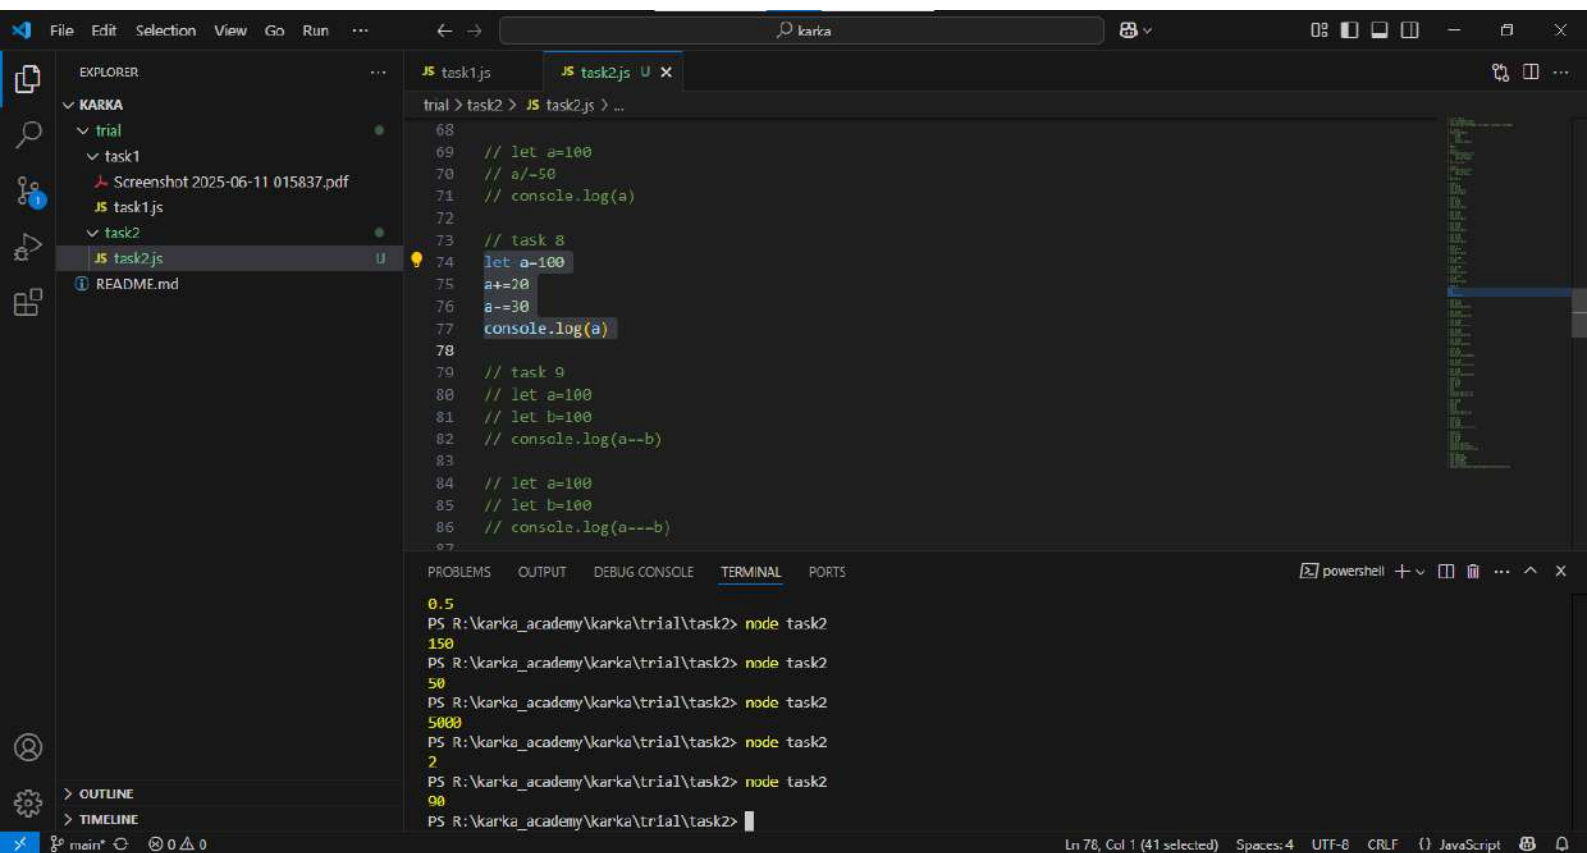 File Edit Selection View Go Run ··· ← → karka
EXPLORER ···
KARKA
trial
task1
Screenshot 2025-06-11 015837.pdf
JS task1.js
task2
JS task2.js U
README.md
OUTLINE
TIMELINE
JS task1.js JS task2.js U ×
trial > task2 > JS task2.js > ...
68
69 // let a=100
70 // a/=50
71 // console.log(a)
72
73 // task 8
74 let a=100
75 a+=20
76 a-=30
77 console.log(a)
78
79 // task 9
80 // let a=100
81 // let b=100
82 // console.log(a==b)
83
84 // let a=100
85 // let b=100
86 // console.log(a===b)
87
PROBLEMS OUTPUT DEBUG CONSOLE TERMINAL PORTS powershell
0.5
PS R:\karka_academy\karka\trial\task2> node task2
150
PS R:\karka_academy\karka\trial\task2> node task2
50
PS R:\karka_academy\karka\trial\task2> node task2
5000
PS R:\karka_academy\karka\trial\task2> node task2
2
PS R:\karka_academy\karka\trial\task2> node task2
90
PS R:\karka_academy\karka\trial\task2>
main* 0 0 Ln 78, Col 1 (41 selected) Spaces: 4 UTF-8 CRLF {} JavaScript